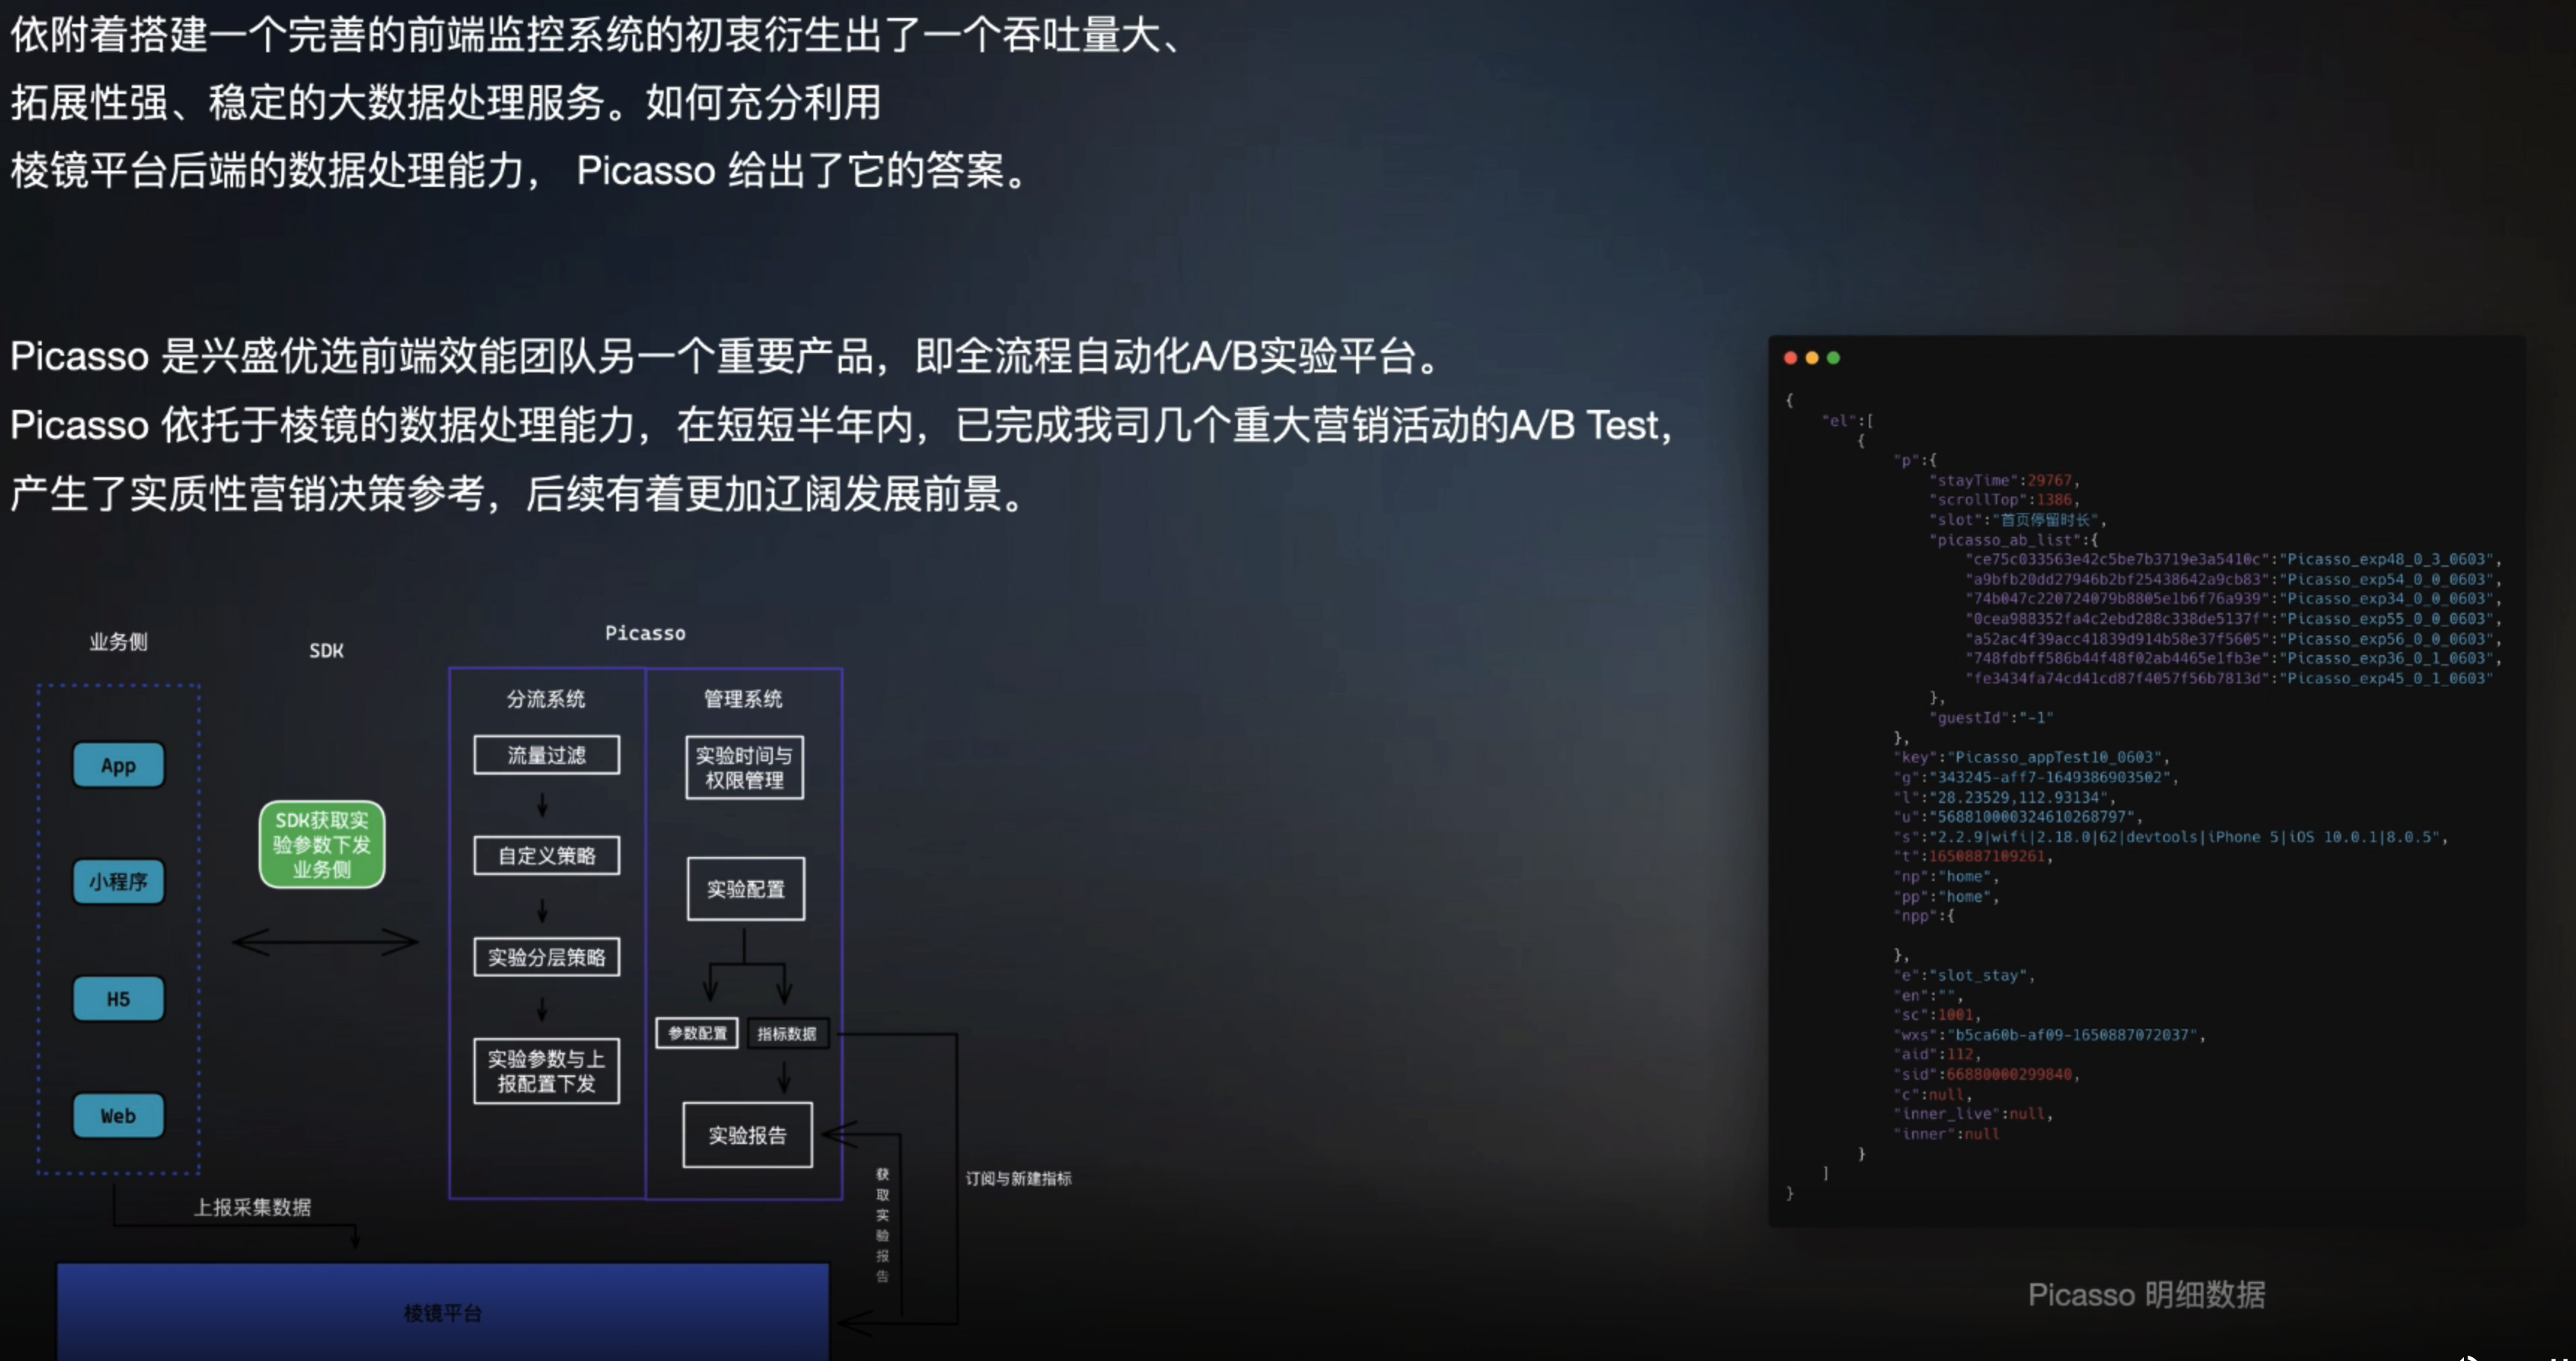 依附着搭建一个完善的前端监控系统的初衷衍生出了一个吞吐量大、
拓展性强、稳定的大数据处理服务。如何充分利用
棱镜平台后端的数据处理能力， Picasso 给出了它的答案。
Picasso 是兴盛优选前端效能团队另一个重要产品，即全流程自动化A/B实验平台。
Picasso 依托于棱镜的数据处理能力，在短短半年内，已完成我司几个重大营销活动的A/B Test，
产生了实质性营销决策参考，后续有着更加辽阔发展前景。
业务侧
App
小程序
H5
Web
SDK
SDK获取实
验参数下发
业务侧
Picasso
分流系统
流量过滤
自定义策略
实验分层策略
实验参数与上
报配置下发
管理系统
实验时间与
权限管理
实验配置
参数配置
指标数据
实验报告
获
取
实
验
报
告
订阅与新建指标
上报采集数据
棱镜平台
{
"el":[
{
"p":{
"stayTime":29767,
"scrollTop":1386,
"slot":"首页停留时长",
"picasso_ab_list":{
"ce75c033563e42c5be7b3719e3a5410c":"Picasso_exp48_0_3_0603",
"a9bfb20dd27946b2bf25438642a9cb83":"Picasso_exp54_0_0_0603",
"74b047c220724079b8805e1b6f76a939":"Picasso_exp34_0_0_0603",
"0cea988352fa4c2ebd288c338de5137f":"Picasso_exp55_0_0_0603",
"a52ac4f39acc41839d914b58e37f5605":"Picasso_exp56_0_0_0603",
"748fdbff586b44f48f02ab4465e1fb3e":"Picasso_exp36_0_1_0603",
"fe3434fa74cd41cd87f4057f56b7813d":"Picasso_exp45_0_1_0603"
},
"guestId":"-1"
},
"key":"Picasso_appTest10_0603",
"g":"343245-aff7-1649386903502",
"l":"28.23529,112.93134",
"u":"568810000324610268797",
"s":"2.2.9|wifi|2.18.0|62|devtools|iPhone 5|iOS 10.0.1|8.0.5",
"t":1650887109261,
"np":"home",
"pp":"home",
"npp":{
},
"e":"slot_stay",
"en":"",
"sc":1001,
"wxs":"b5ca60b-af09-1650887072037",
"aid":112,
"sid":66880000299840,
"c":null,
"inner_live":null,
"inner":null
}
]
}
Picasso 明细数据